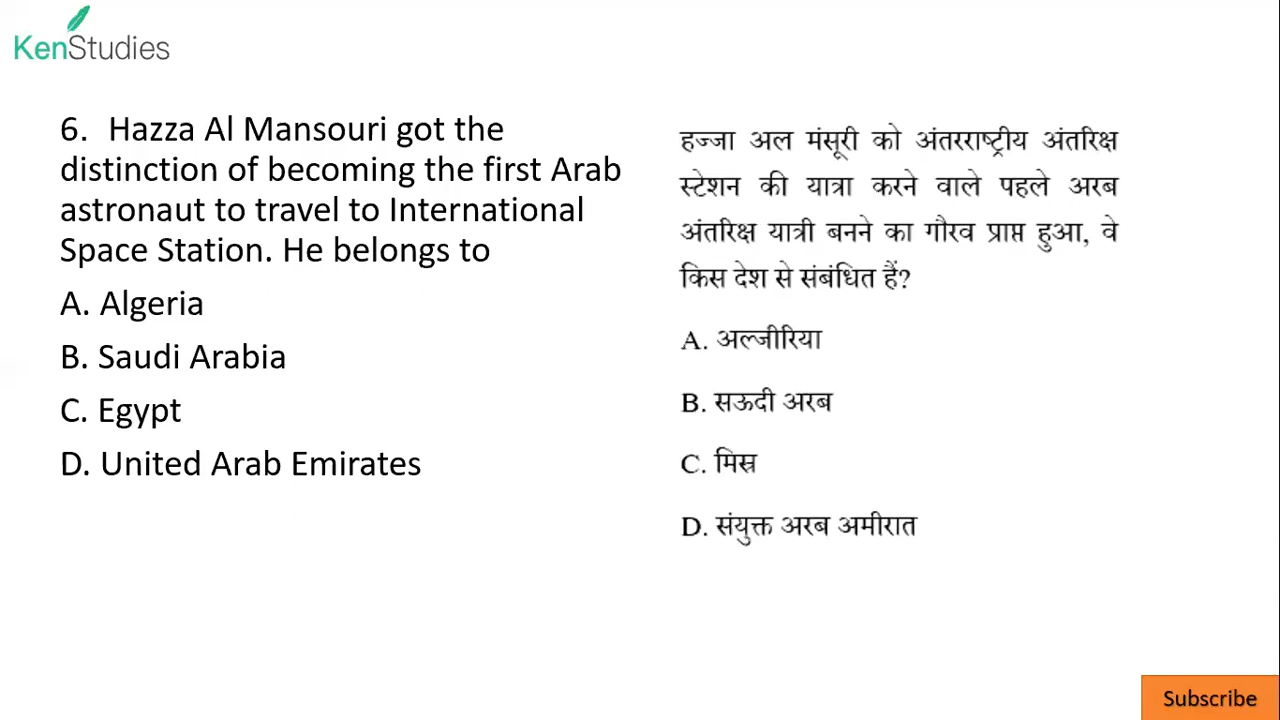 KenStudies
6. Hazza Al Mansouri got the
distinction of becoming the first Arab
astronaut to travel to International
Space Station. He belongs to
A. Algeria
B. Saudi Arabia
C. Egypt
D. United Arab Emirates
हज्जा अल मंसूरी को अंतरराष्ट्रीय अंतरिक्ष
स्टेशन की यात्रा करने वाले पहले अरब
अंतरिक्ष यात्री बनने का गौरव प्राप्त हुआ, वे
किस देश से संबंधित हैं?
A. अल्जीरिया
B. सऊदी अरब
C. मिस्र
D. संयुक्त अरब अमीरात
Subscribe